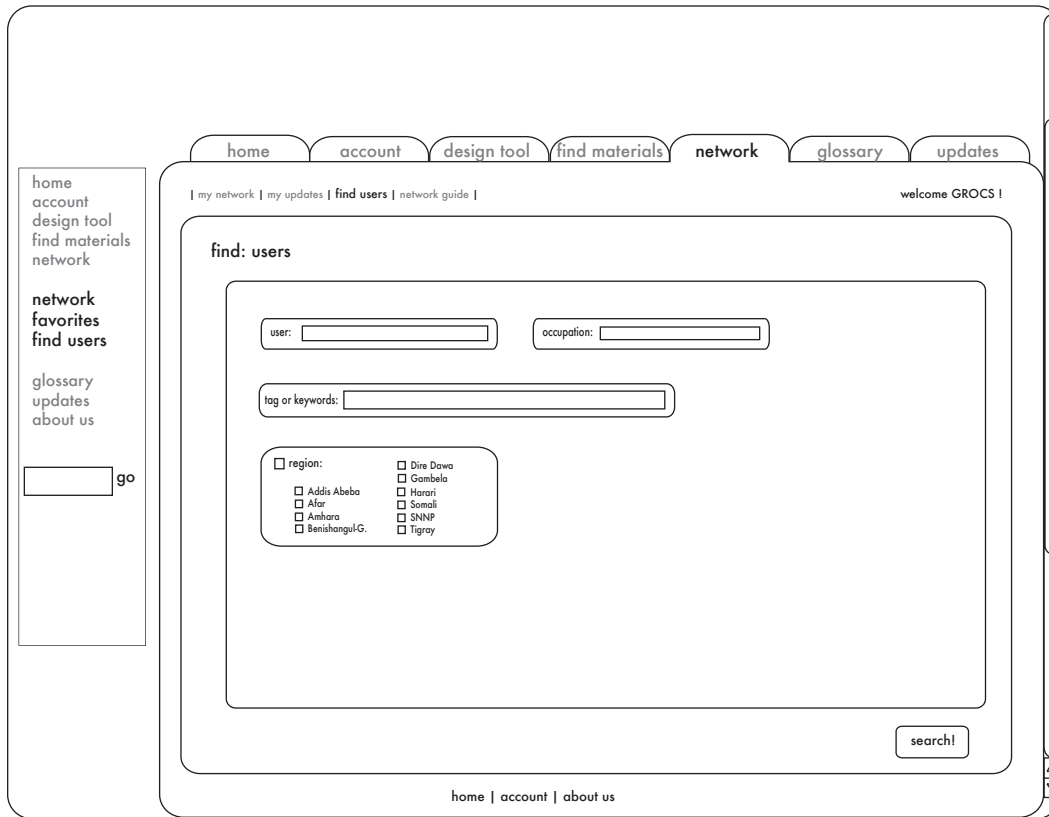 home account design tool find materials network glossary updates
| my network | my updates | find users | network guide |
welcome GROCS !
home
account
design tool
find materials
network
network
favorites
find users
glossary
updates
about us
go
find: users
user:
occupation:
tag or keywords:
region:
Addis Abeba
Afar
Amhara
Benishangul-G.
Dire Dawa
Gambela
Harari
Somali
SNNP
Tigray
search!
home | account | about us